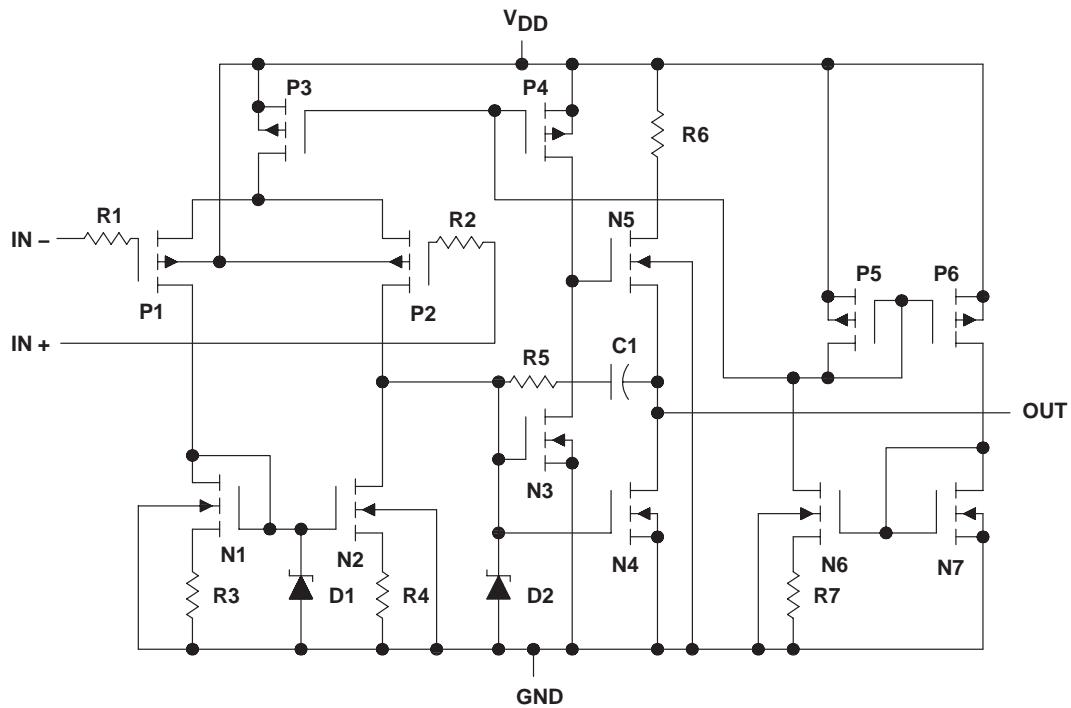 VDD
P3
P4
R6
R1
R2
N5
IN –
P5
P6
P1
P2
IN +
R5
C1
OUT
N3
N1
N2
N4
N6
N7
R3
D1
R4
D2
R7
GND